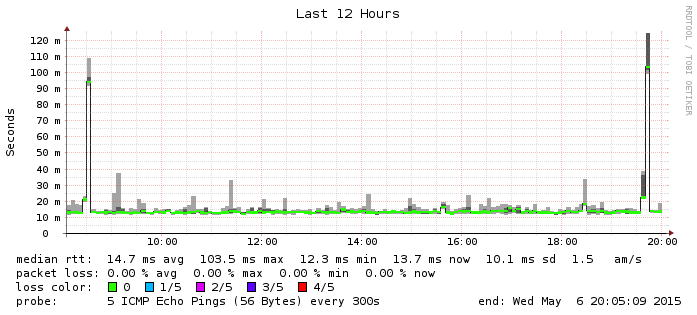 Last 12 Hours
RRDTOOL / TOBI OETIKER
Seconds
120 m
110 m
100 m
90 m
80 m
70 m
60 m
50 m
40 m
30 m
20 m
10 m
0
10:00 12:00 14:00 16:00 18:00 20:00
median rtt: 14.7 ms avg 103.5 ms max 12.3 ms min 13.7 ms now 10.1 ms sd 1.5 am/s
packet loss: 0.00 % avg 0.00 % max 0.00 % min 0.00 % now
loss color: 0 1/5 2/5 3/5 4/5
probe: 5 ICMP Echo Pings (56 Bytes) every 300s end: Wed May 6 20:05:09 2015